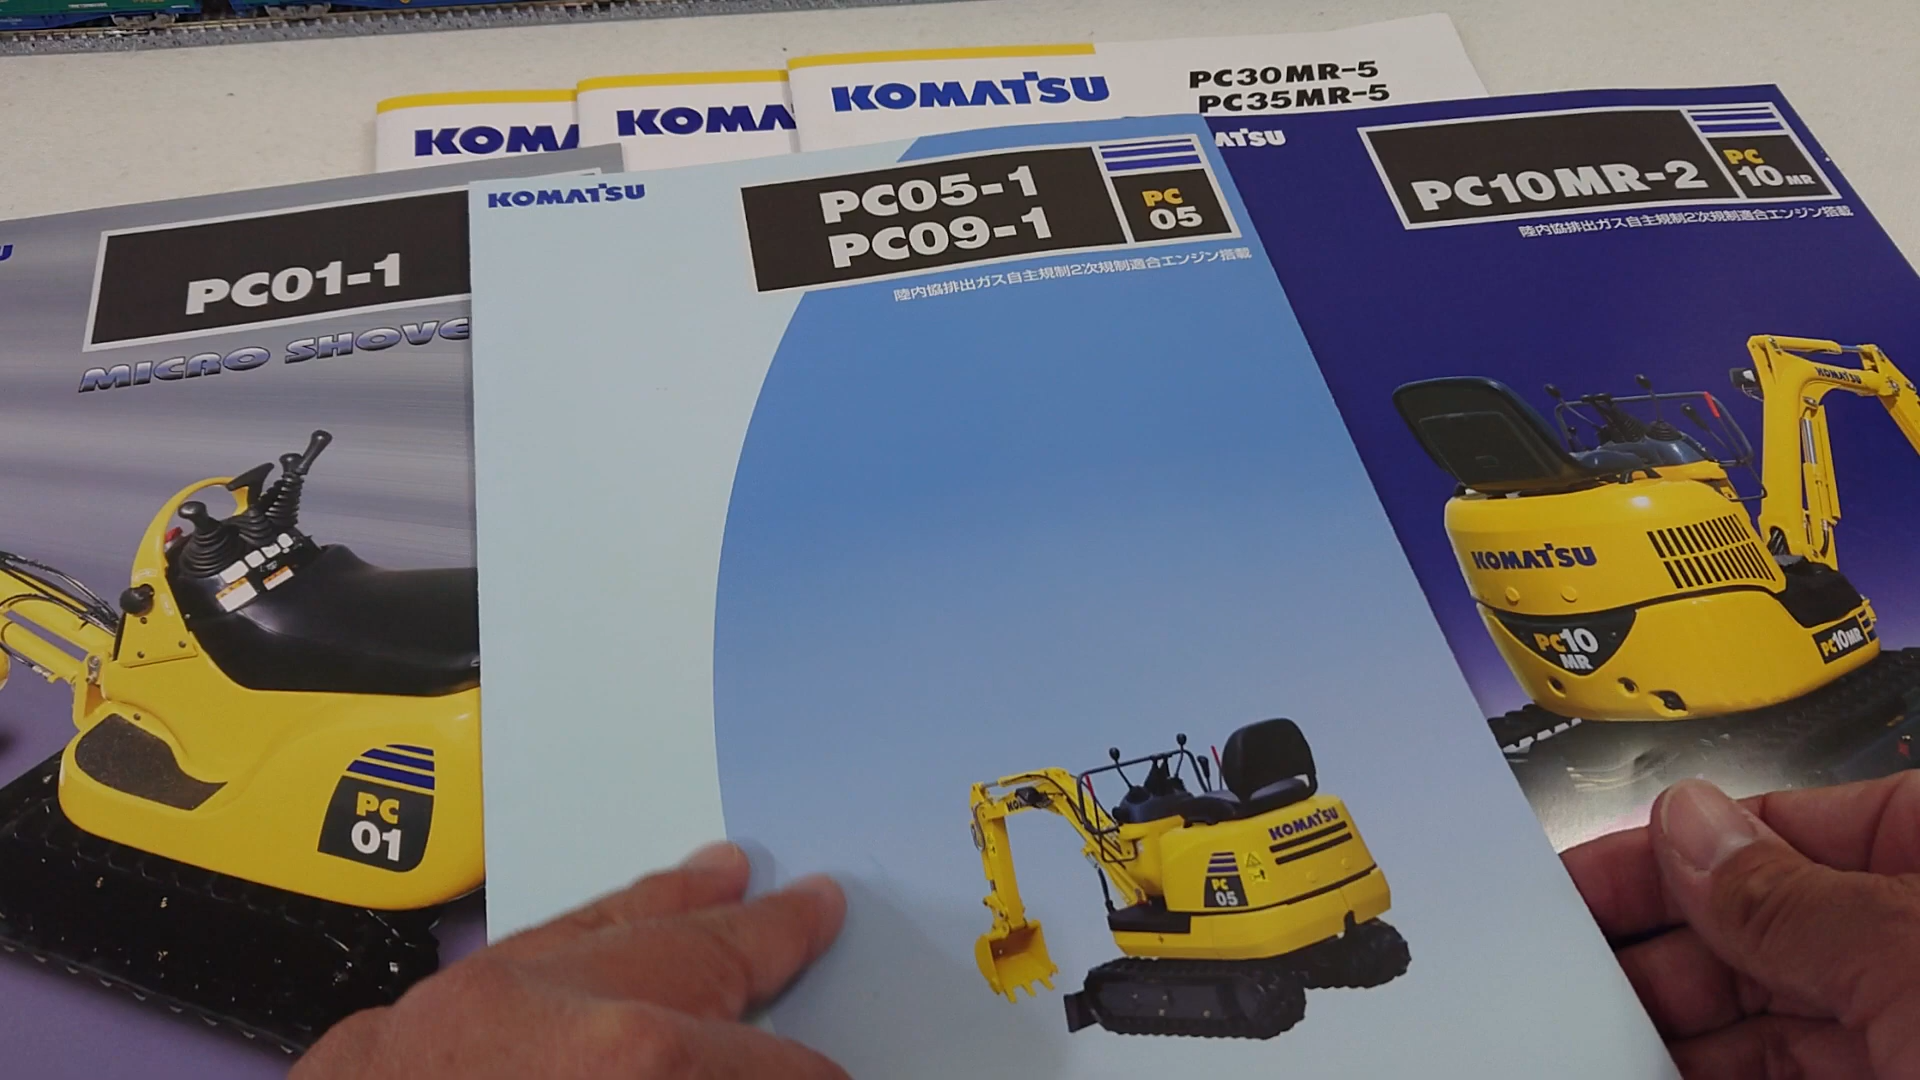 KOMATSU
PC30MR-5
PC35MR-5
PC01-1
MICRO SHOVE
PC
01
KOMATSU
PC05-1
PC09-1
PC
05
陸内協排出ガス自主規制2次規制適合エンジン搭載
KOMATSU
PC
05
PC10MR-2
PC
10MR
陸内協排出ガス自主規制2次規制適合エンジン搭載
KOMATSU
KOMATSU
PC10
MR
PC10MR